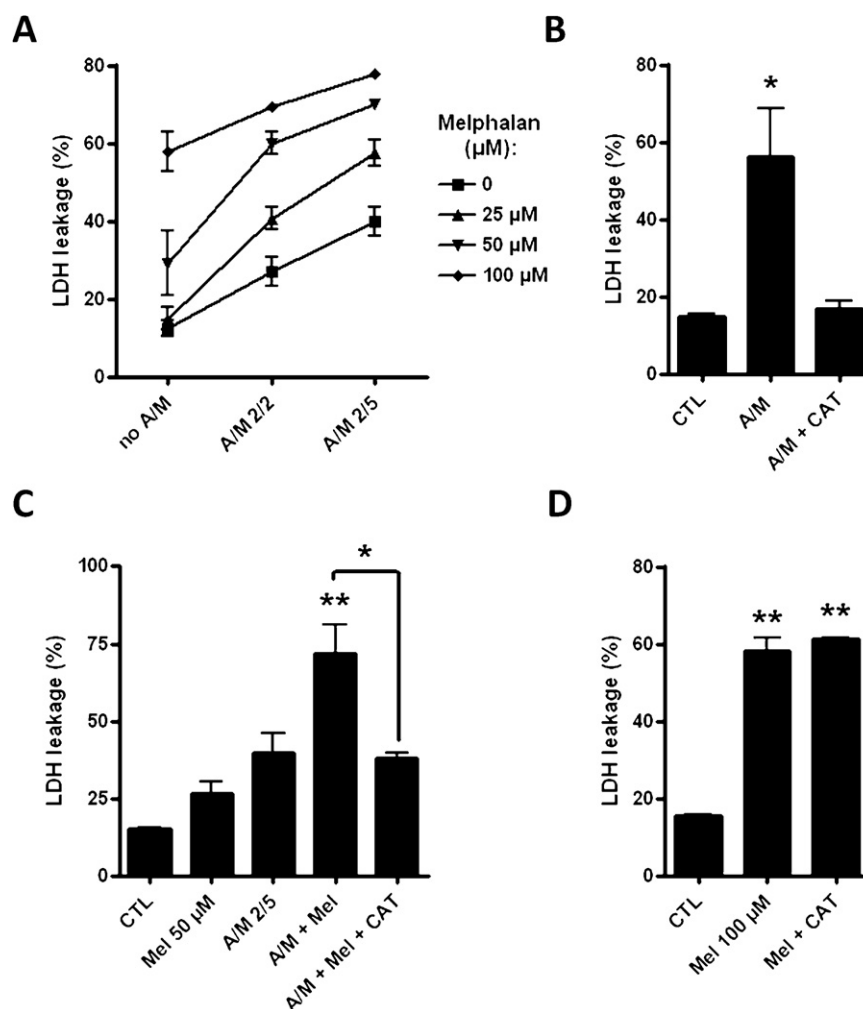 A
LDH leakage (%)
80
60
40
20
0
no A/M
A/M 2/2
A/M 2/5
Melphalan
(µM):
0
25 µM
50 µM
100 µM
B
LDH leakage (%)
80
60
40
20
0
*
CTL
A/M
A/M + CAT
C
LDH leakage (%)
100
75
50
25
0
**
*
CTL
Mel 50 µM
A/M 2/5
A/M + Mel
A/M + Mel + CAT
D
LDH leakage (%)
80
60
40
20
0
**
**
CTL
Mel 100 µM
Mel + CAT